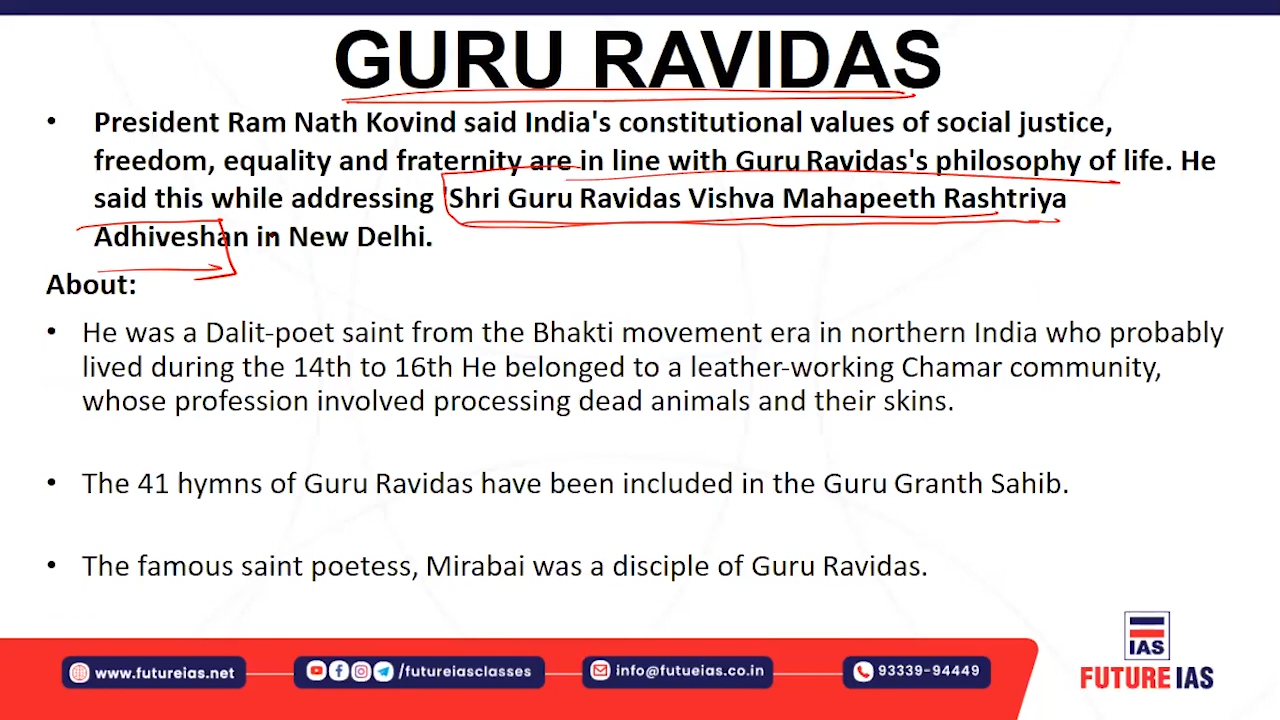 GURU RAVIDAS
• President Ram Nath Kovind said India's constitutional values of social justice,
freedom, equality and fraternity are in line with Guru Ravidas's philosophy of life. He
said this while addressing 'Shri Guru Ravidas Vishva Mahapeeth Rashtriya
Adhiveshan in New Delhi.
About:
• He was a Dalit-poet saint from the Bhakti movement era in northern India who probably
lived during the 14th to 16th He belonged to a leather-working Chamar community,
whose profession involved processing dead animals and their skins.
• The 41 hymns of Guru Ravidas have been included in the Guru Granth Sahib.
• The famous saint poetess, Mirabai was a disciple of Guru Ravidas.
www.futureias.net
/futureiasclasses
info@futueias.co.in
93339-94449
IAS
FUTURE IAS